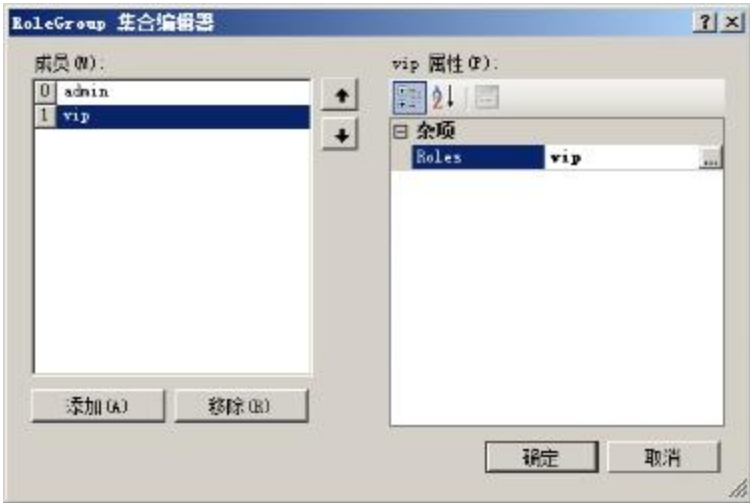 RoleGroup 集合编辑器
成员(M):
vip 属性(P):
0 admin
1 vip
杂项
Roles vip ...
添加(A)
移除(R)
确定
取消